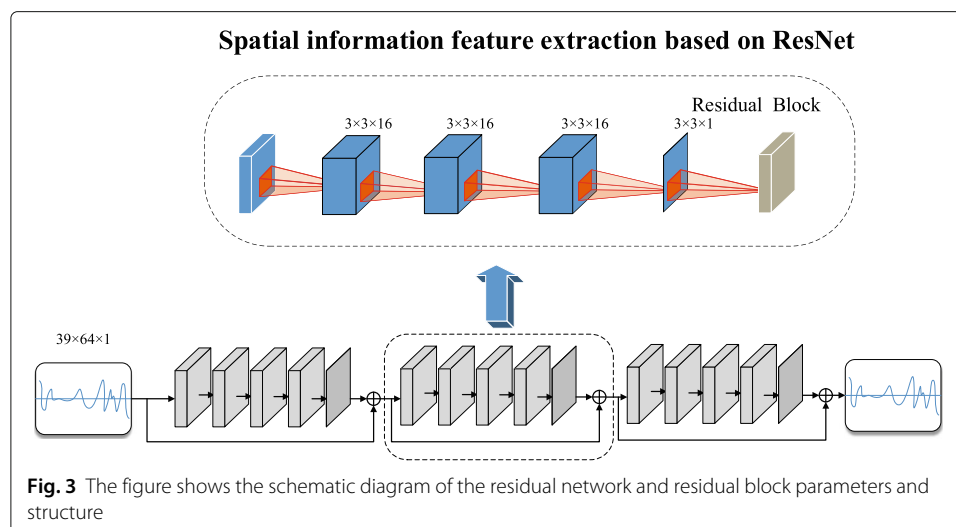 Spatial information feature extraction based on ResNet
Residual Block
3×3×16 3×3×16 3×3×16 3×3×1
39×64×1
Fig. 3 The figure shows the schematic diagram of the residual network and residual block parameters and
structure